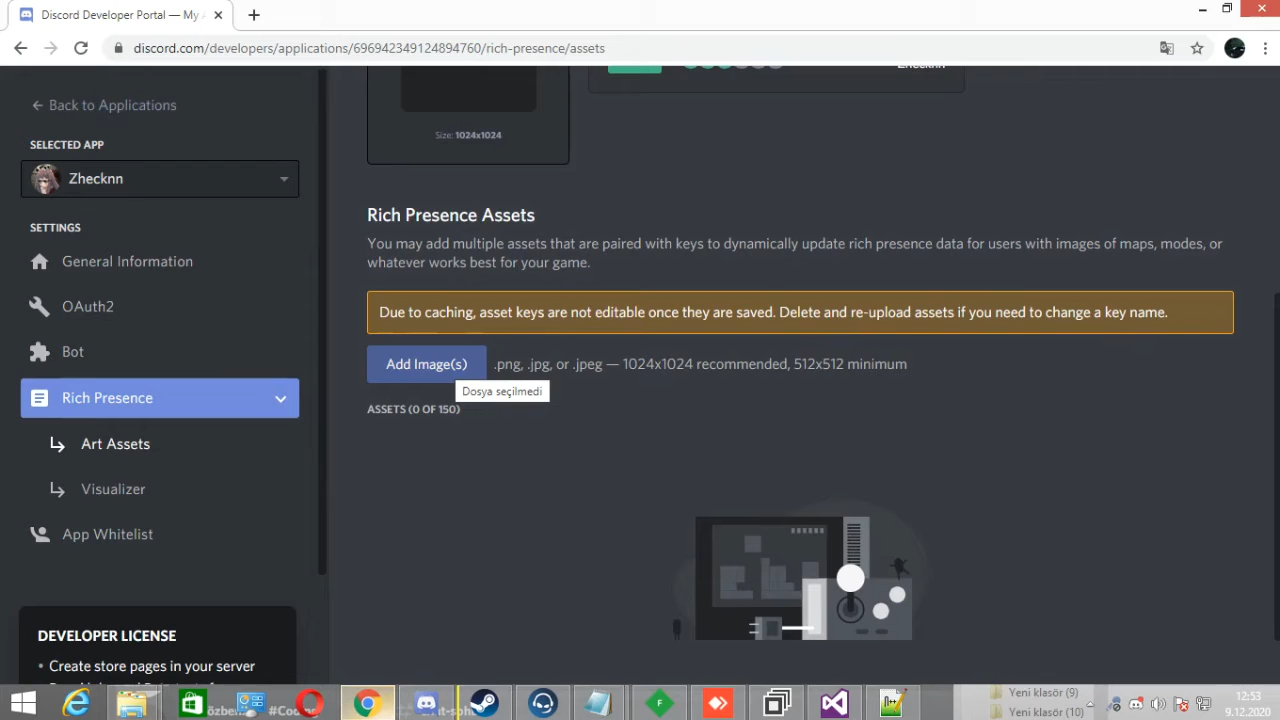 Discord Developer Portal — My A
discord.com/developers/applications/696942349124894760/rich-presence/assets
Back to Applications
SELECTED APP
Zhecknn
SETTINGS
General Information
OAuth2
Bot
Rich Presence
Art Assets
Visualizer
App Whitelist
DEVELOPER LICENSE
• Create store pages in your server
Size: 1024x1024
Zhecknn
Rich Presence Assets
You may add multiple assets that are paired with keys to dynamically update rich presence data for users with images of maps, modes, or
whatever works best for your game.
Due to caching, asset keys are not editable once they are saved. Delete and re-upload assets if you need to change a key name.
Add Image(s)
.png, .jpg, or .jpeg — 1024x1024 recommended, 512x512 minimum
Dosya seçilmedi
ASSETS (0 OF 150)
Yeni klasör (9)
Yeni klasör (10)
12:53
9.12.2020